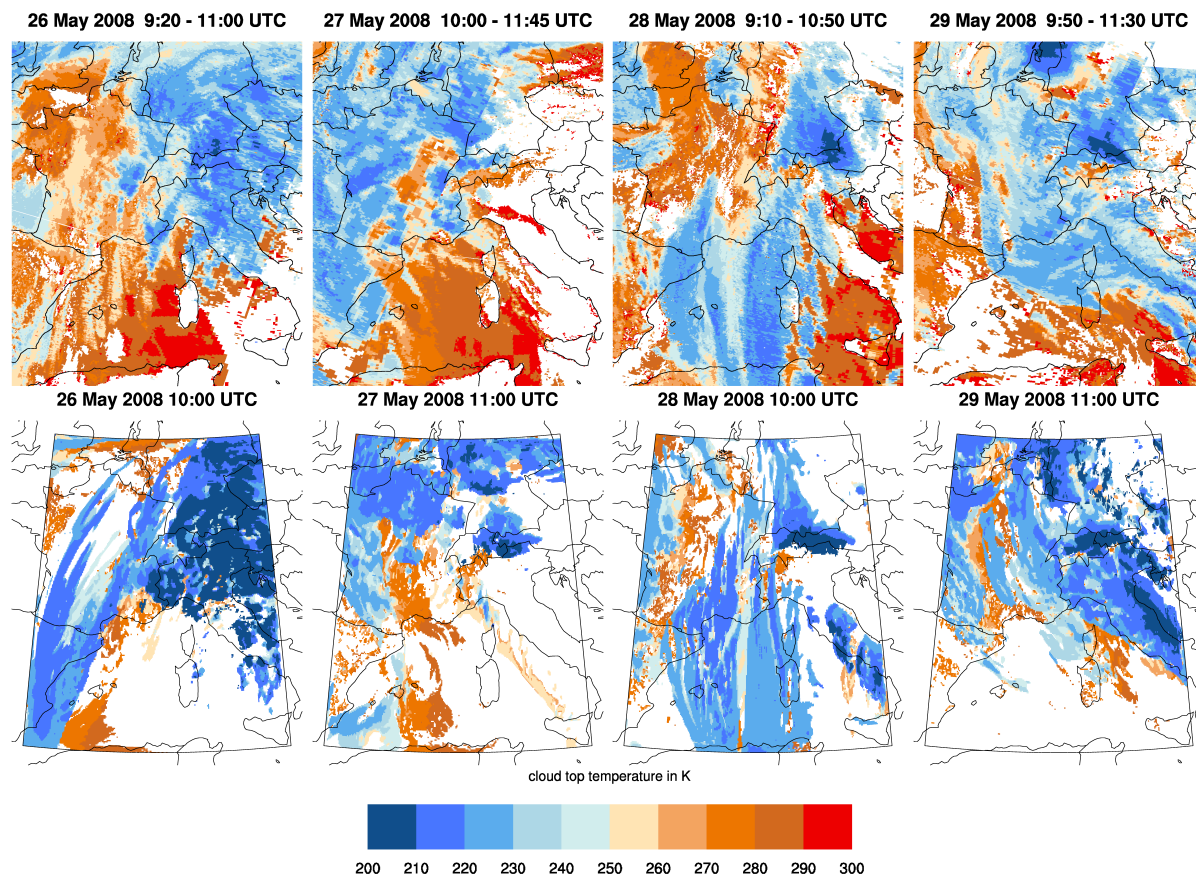 26 May 2008 9:20 - 11:00 UTC
27 May 2008 10:00 - 11:45 UTC
28 May 2008 9:10 - 10:50 UTC
29 May 2008 9:50 - 11:30 UTC
26 May 2008 10:00 UTC
27 May 2008 11:00 UTC
28 May 2008 10:00 UTC
29 May 2008 11:00 UTC
cloud top temperature in K
200 210 220 230 240 250 260 270 280 290 300